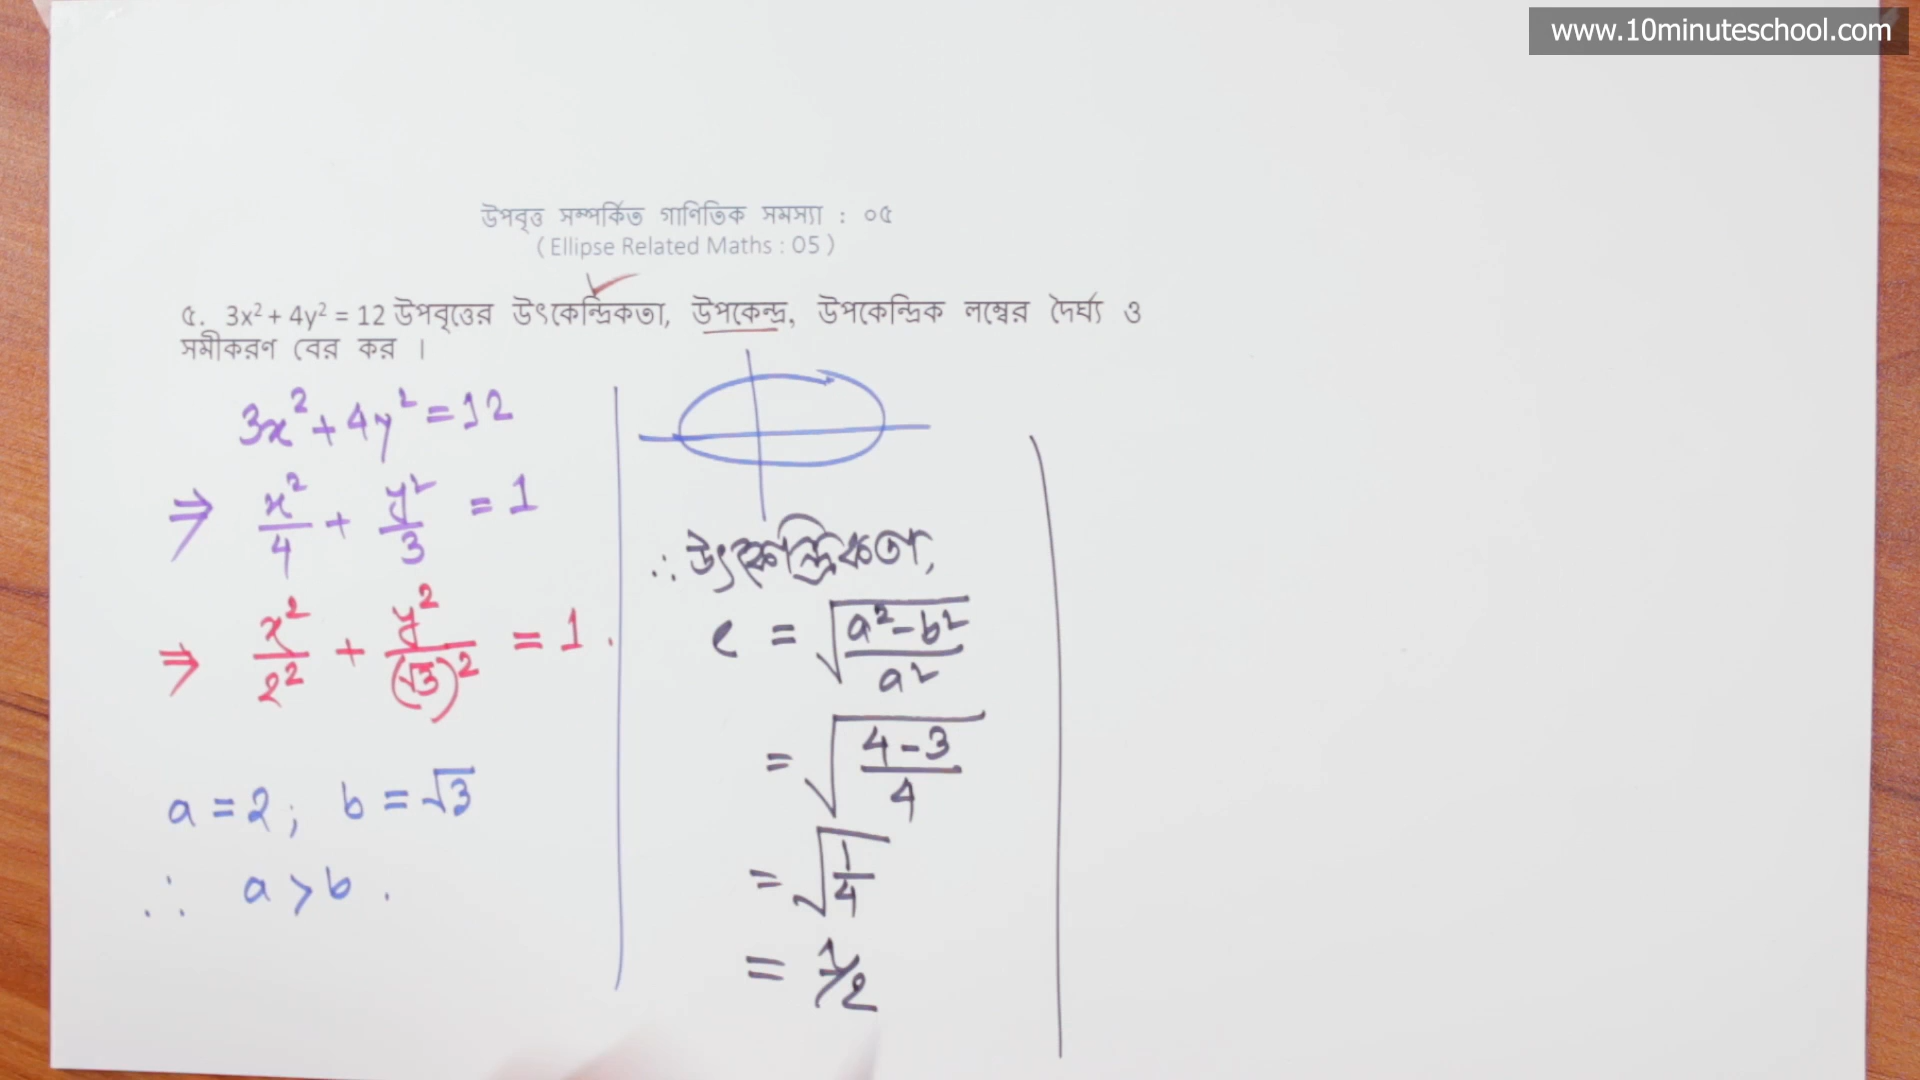 www.10minuteschool.com
উপবৃত্ত সম্পর্কিত গাণিতিক সমস্যা : ০৫
( Ellipse Related Maths : 05 )
৫. 3x² + 4y² = 12 উপবৃত্তের উৎকেন্দ্রিকতা, উপকেন্দ্র, উপকেন্দ্রিক লম্বের দৈর্ঘ্য ও
সমীকরণ বের কর ।
3x² + 4y² = 12
⇒ x²/4 + y²/3 = 1
⇒ x²/2² + y²/(√3)² = 1 .
a = 2 ; b = √3
∴ a > b .
∴ উৎকেন্দ্রিকতা,
e = √((a² - b²)/a²)
= √((4 - 3)/4)
= √(1/4)
= 1/2